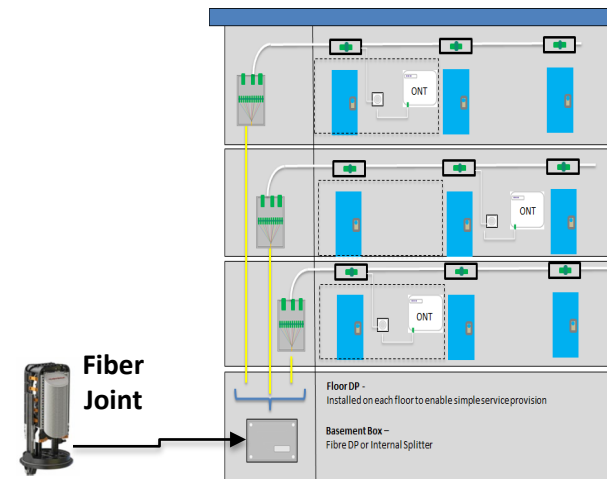 ONT
ONT
ONT
Fiber
Joint
Floor DP -
Installed on each floor to enable simple service provision
Basement Box –
Fibre DP or Internal Splitter